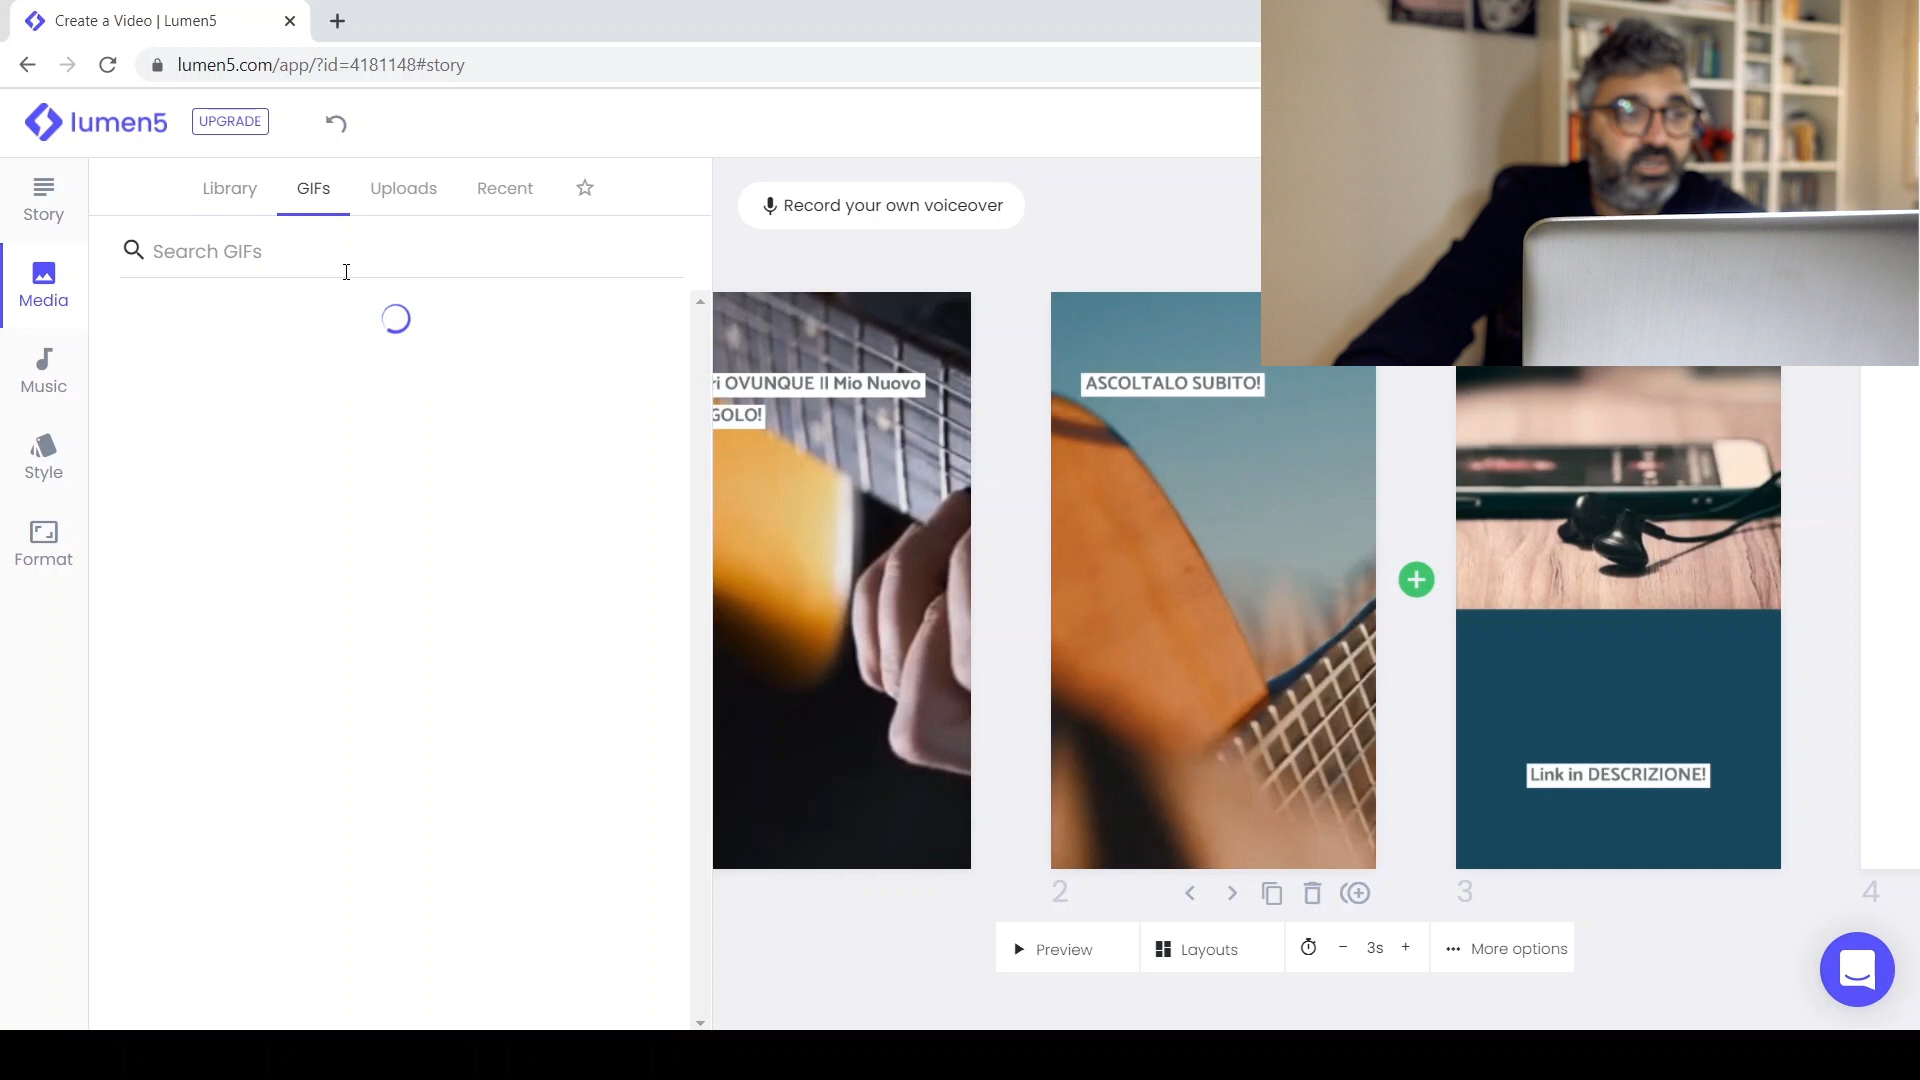 Create a Video | Lumen5
lumen5.com/app/?id=4181148#story
lumen5
UPGRADE
Story
Media
Music
Style
Format
Library
GIFs
Uploads
Recent
Search GIFs
Record your own voiceover
ri OVUNQUE Il Mio Nuovo
GOLO!
ASCOLTALO SUBITO!
Link in DESCRIZIONE!
2
3
4
Preview
Layouts
- 3s +
More options